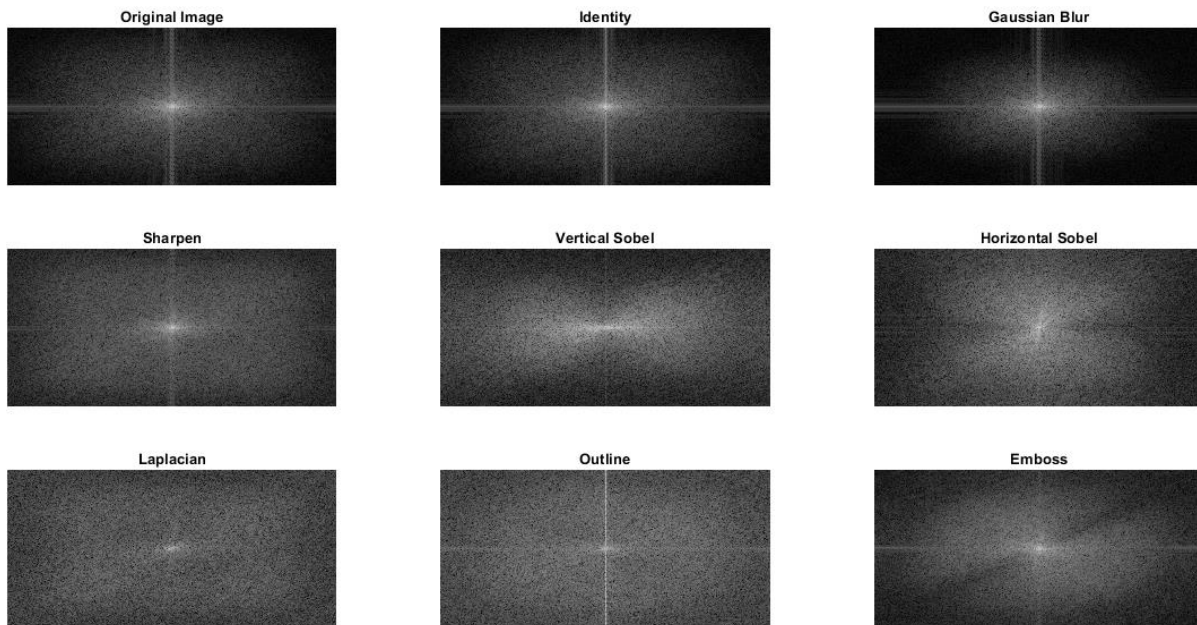 Original Image
Identity
Gaussian Blur
Sharpen
Vertical Sobel
Horizontal Sobel
Laplacian
Outline
Emboss